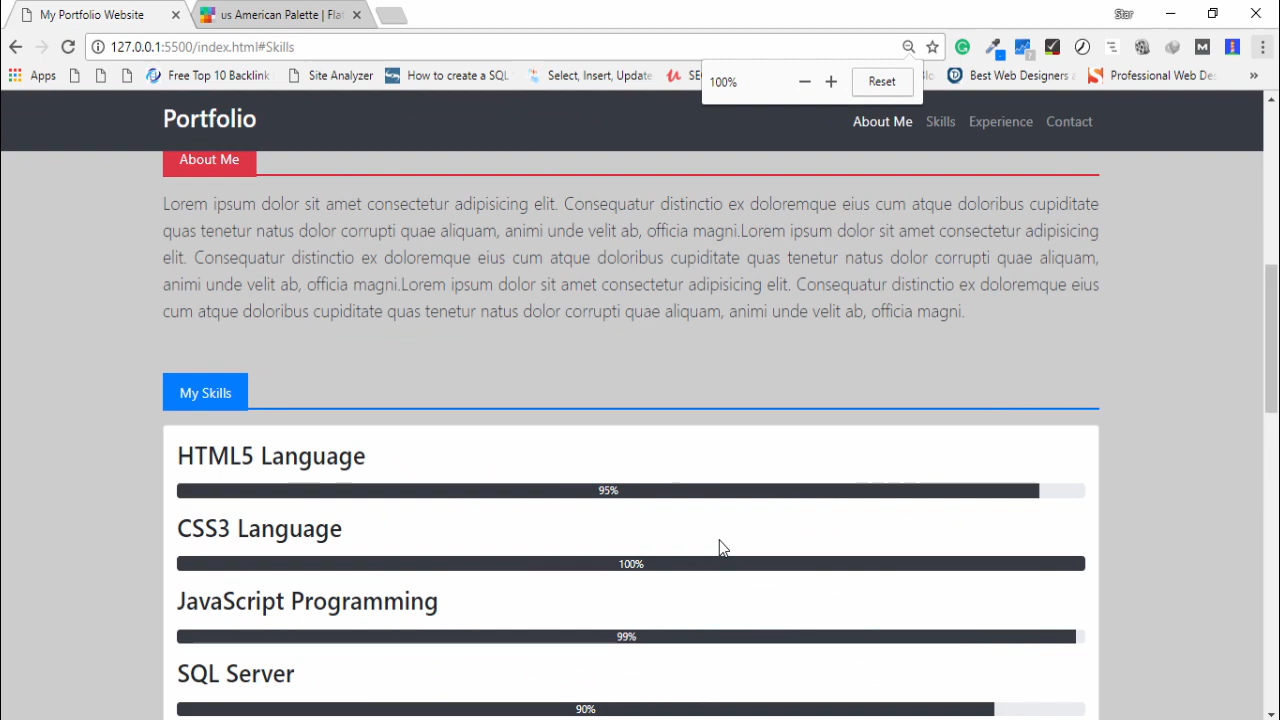 My Portfolio Website
us American Palette | Fla
Star
127.0.0.1:5500/index.html#Skills
Apps
Free Top 10 Backlink
Site Analyzer
How to create a SQL
Select, Insert, Update
SE
Best Web Designers a
Professional Web Des
»
100%
Reset
Portfolio
About Me
Skills
Experience
Contact
About Me
Lorem ipsum dolor sit amet consectetur adipisicing elit. Consequatur distinctio ex doloremque eius cum atque doloribus cupiditate
quas tenetur natus dolor corrupti quae aliquam, animi unde velit ab, officia magni.Lorem ipsum dolor sit amet consectetur adipisicing
elit. Consequatur distinctio ex doloremque eius cum atque doloribus cupiditate quas tenetur natus dolor corrupti quae aliquam,
animi unde velit ab, officia magni.Lorem ipsum dolor sit amet consectetur adipisicing elit. Consequatur distinctio ex doloremque eius
cum atque doloribus cupiditate quas tenetur natus dolor corrupti quae aliquam, animi unde velit ab, officia magni.
My Skills
HTML5 Language
95%
CSS3 Language
100%
JavaScript Programming
99%
SQL Server
90%